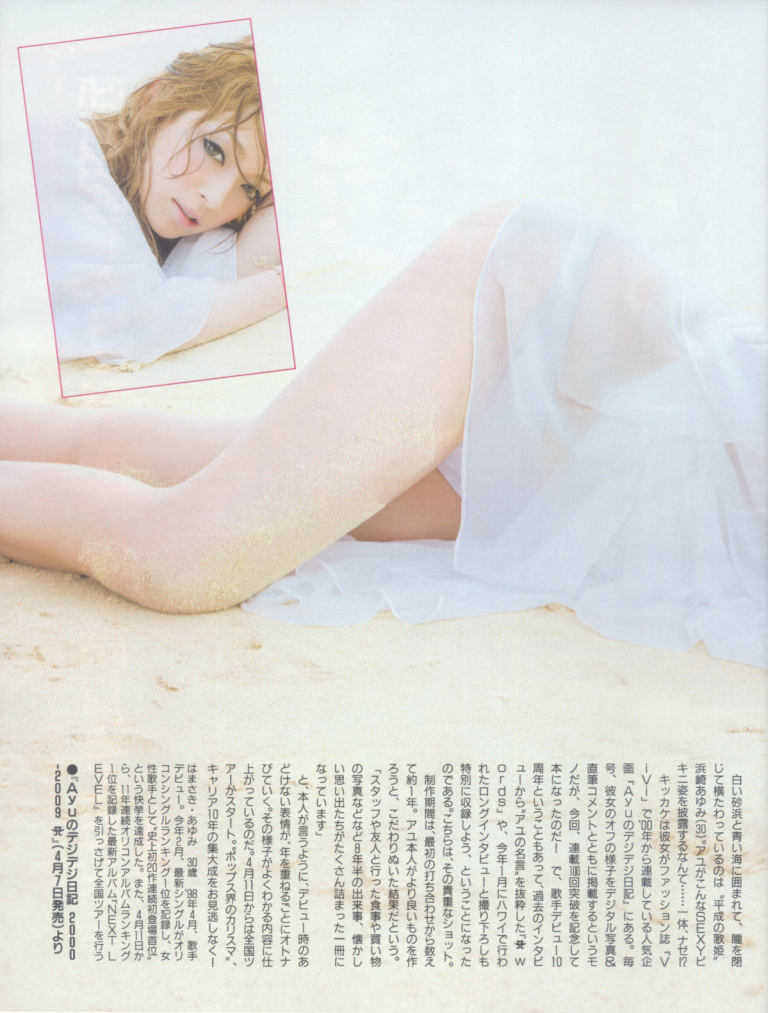 白い砂浜と青い海に囲まれて、瞳を閉
じて横たわっているのは〝平成の歌姫〟
浜崎あゆみ(30)。アユがこんなSEXYビ
キニ姿を披露するなんて……一体、ナゼ!?
キッカケは彼女がファッション誌『V
iVi』で'00年から連載している人気企
画『Ayuのデジデジ日記』にある。毎
号、彼女のオフの様子をデジタル写真&
直筆コメントとともに掲載するというモ
ノだが、今回、連載100回突破を記念して
本になったのだ! で、歌手デビュー10
周年ということもあって、過去のインタビ
ューから〝アユの名言〟を抜粋した『 w
ords』や、今年1月にハワイで行わ
れたロングインタビューと撮り下ろしも
特別に収録しよう、ということになった
のである。こちらは、その貴重なショット。
制作期間は、最初の打ち合わせから数え
て約1年。アユ本人がより良いものを作
ろうと、こだわりぬいた結果だという。
「スタッフや友人と行った食事や買い物
の写真などなど8年半の出来事、懐かし
い思い出たちがたくさん詰まった一冊に
なっています」
と、本人が言うように、デビュー時のあ
どけない表情が、年を重ねるごとにオトナ
びていく。その様子がよくわかる内容に仕
上がっているのだ。4月11日からは全国ツ
アーがスタート。〝ポップス界のカリスマ〟、
キャリア10年の集大成をお見逃しなく!
はまさき・あゆみ 30歳 '98年4月、歌手
デビュー。今年2月、最新シングルがオリ
コンシングルランキング1位を記録し、女
性歌手として〝史上初20作連続初登場首位〟
という快挙を達成した。また、4月11日か
ら、11年連続オリコンアルバムランキング
1位を記録した最新アルバム『NEXT L
EVEL』を引っさげて全国ツアーを行う
●『Ayuのデジデジ日記 2000
-2009 』(4月7日発売)より